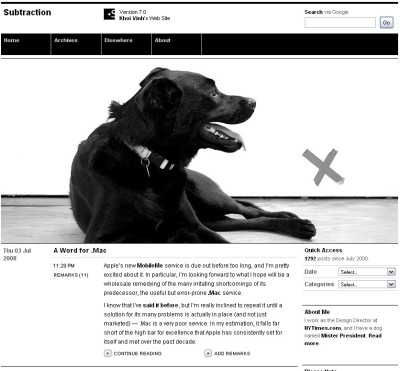 Subtraction
Version 7.0
Khoi Vinh's Web Site
Search via Google
Go
Home
Archives
Elsewhere
About
Thu 03 Jul
2008
A Word for .Mac
11:29 PM
REMARKS (11)
Apple's new MobileMe service is due out before too long, and I'm pretty
excited about it. In particular, I'm looking forward to what I hope will be a
wholesale remedying of the many irritating shortcomings of its
predecessor, the useful but error-prone .Mac service.
I know that I've said it before, but I'm really inclined to repeat it until a
solution for its many problems is actually in place (and not just
marketed) — .Mac is a very poor service. In my estimation, it falls far
short of the high bar for excellence that Apple has consistently set for
itself and met over the past decade.
CONTINUE READING
ADD REMARKS
Quick Access
1292 posts since July 2000.
Date
Select...
Categories
Select...
About Me
I work as the Design Director at
NYTimes.com, and I have a dog
named Mister President. Read
more.
Please Note